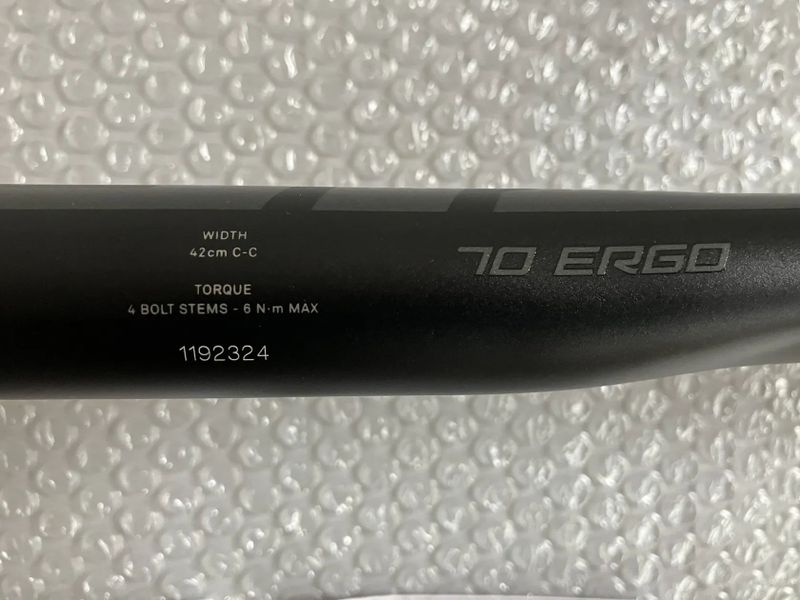 WIDTH
42cm C-C
TORQUE
4 BOLT STEMS - 6 N·m MAX
1192324
70 ERGO